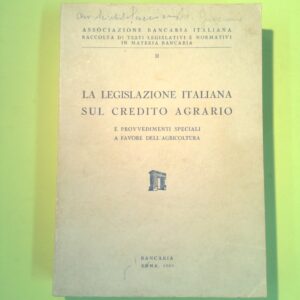 ASSOCIAZIONE BANCARIA ITALIANA
RACCOLTA DI TESTI LEGISLATIVI E NORMATIVI
IN MATERIA BANCARIA
LA LEGISLAZIONE ITALIANA
SUL CREDITO AGRARIO
E PROVVEDIMENTI SPECIALI
A FAVORE DELL'AGRICOLTURA
BANCARIA
ROMA